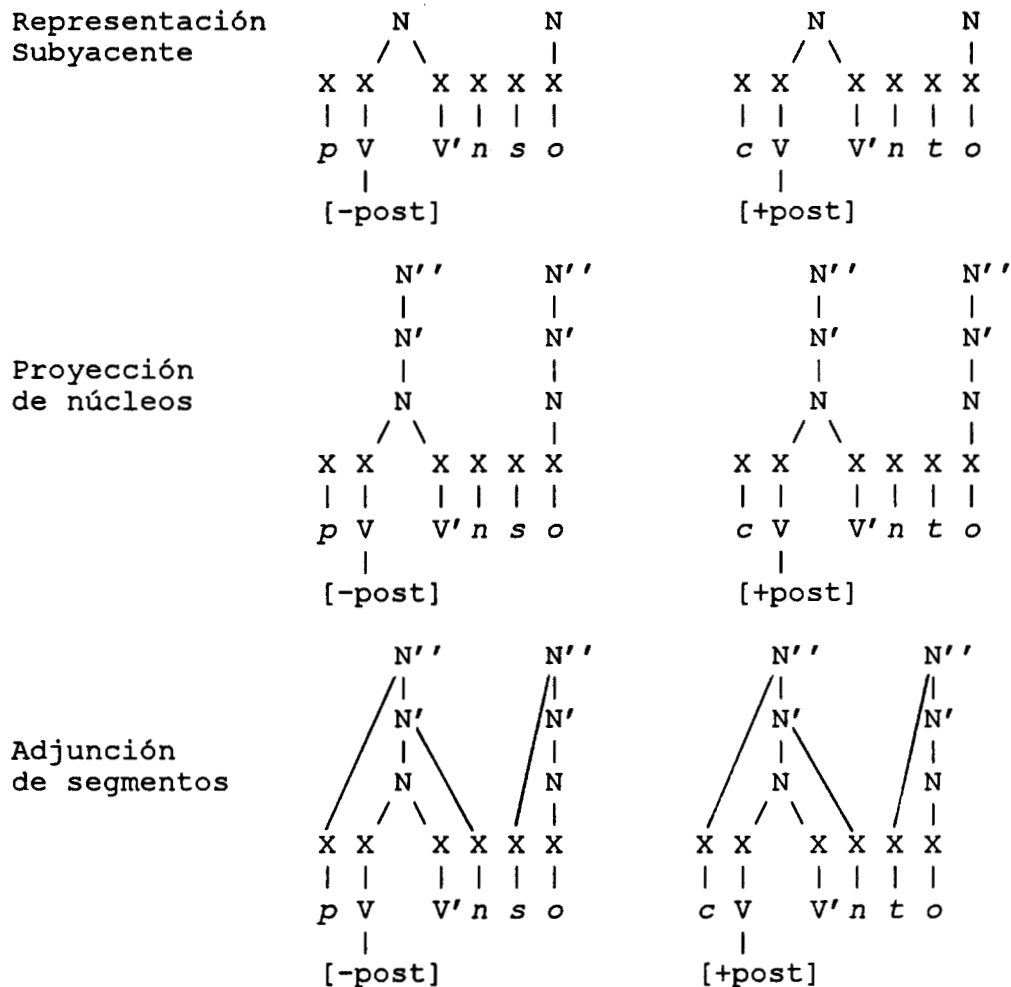 Representación N N N N
Subyacente
X X X X X X X X X X X X
p V V' n s o c V V' n t o
[-post] [+post]
N'' N'' N'' N''
N' N' N' N'
Proyección
de núcleos N N N N
X X X X X X X X X X X X
p V V' n s o c V V' n t o
[-post] [+post]
N'' N'' N'' N''
N' N' N' N'
Adjunción
de segmentos N N N N
X X X X X X X X X X X X
p V V' n s o c V V' n t o
[-post] [+post]